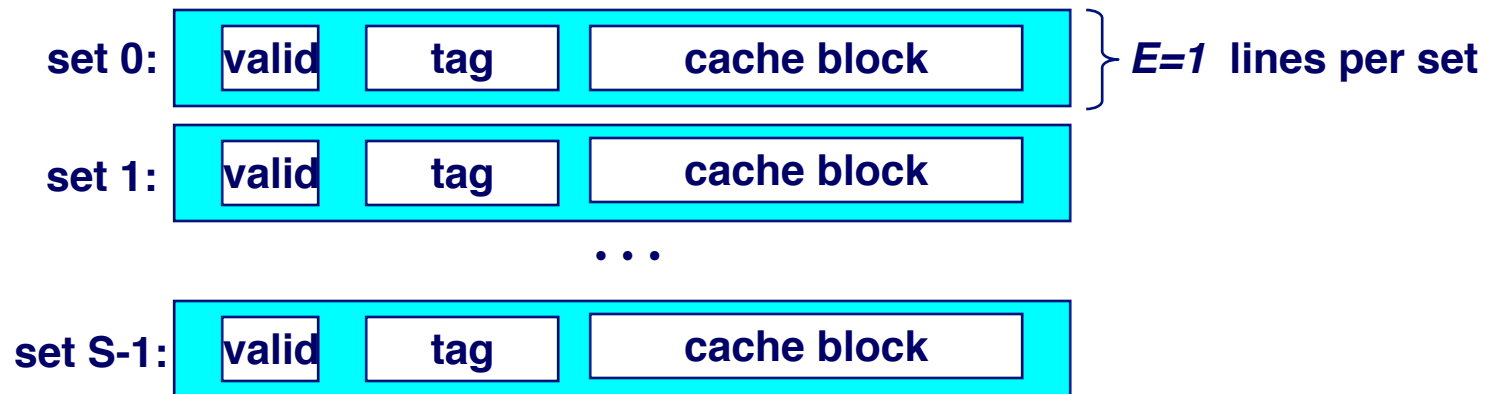 set 0: valid tag cache block E=1 lines per set
set 1: valid tag cache block
• • •
set S-1: valid tag cache block